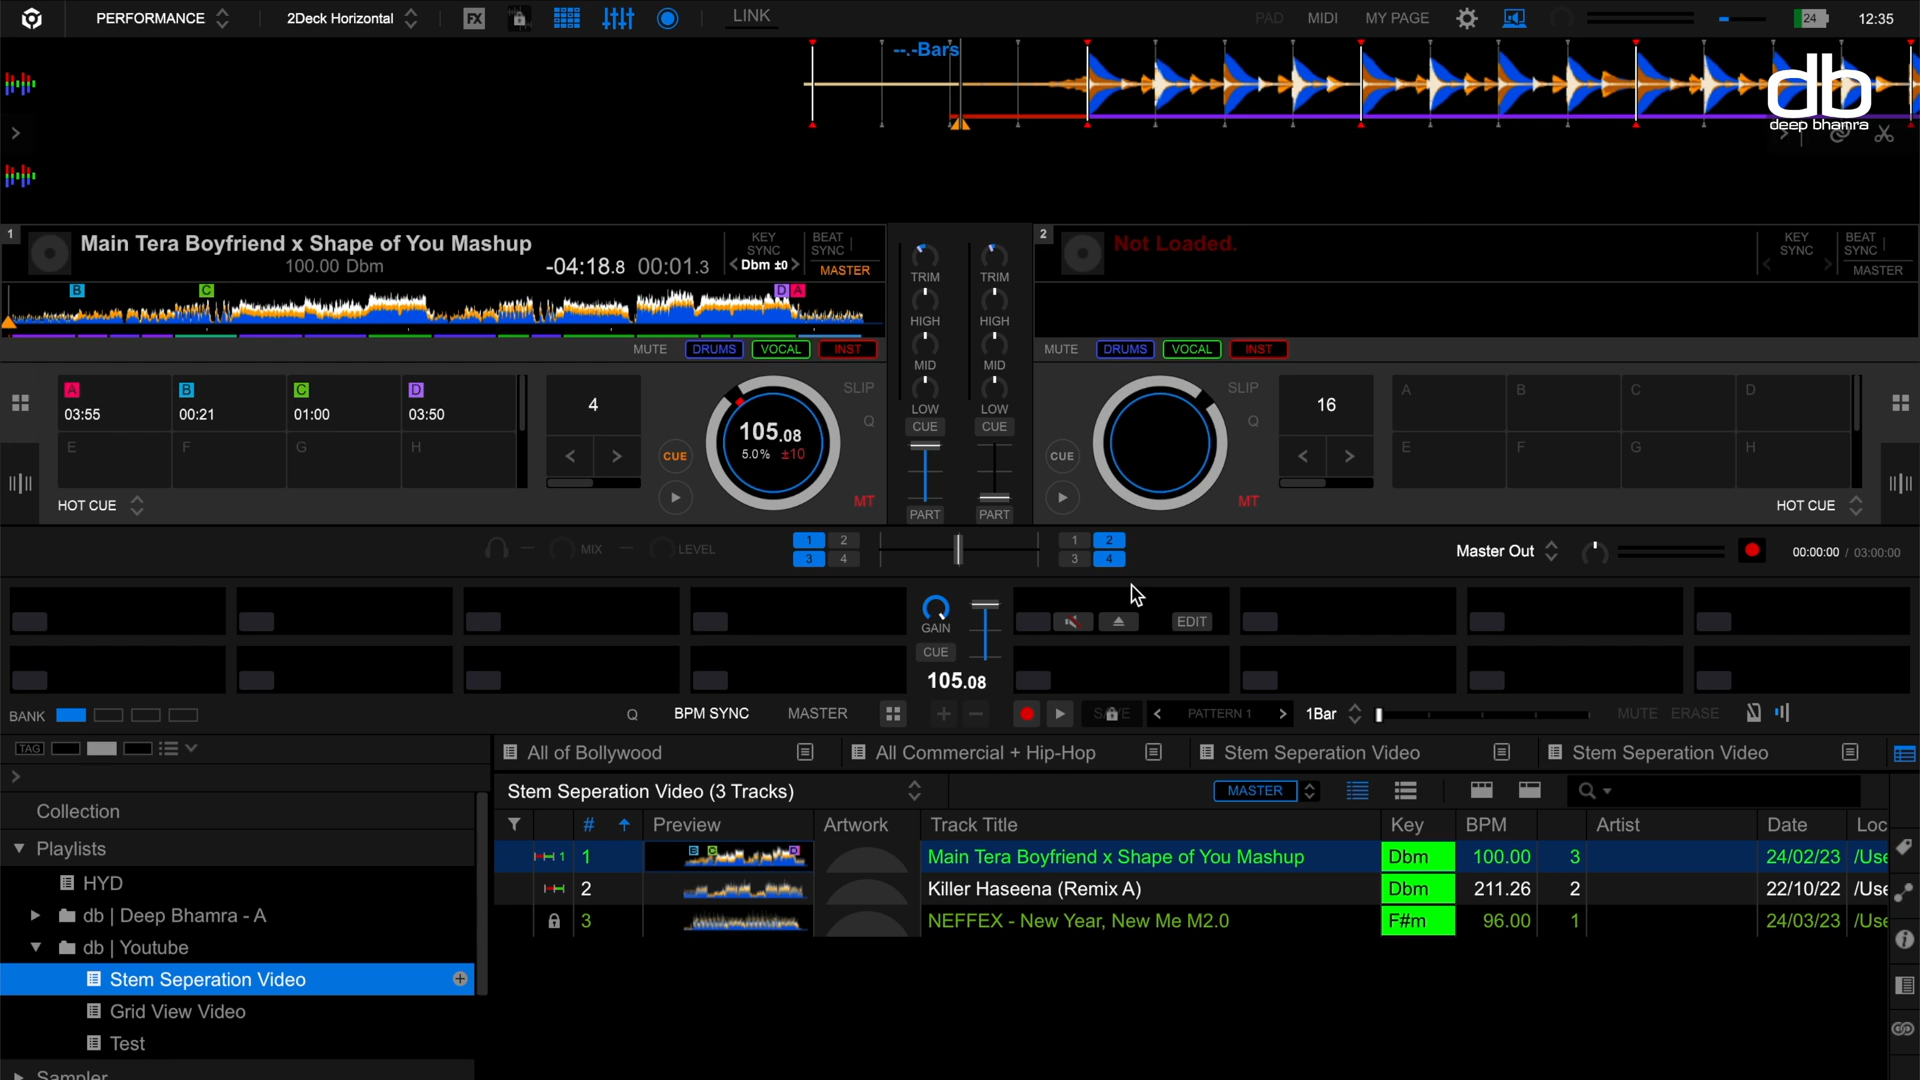 PERFORMANCE 2Deck Horizontal FX LINK PAD MIDI MY PAGE 24 12:35
--.-Bars
db
deep bhamra
1 Main Tera Boyfriend x Shape of You Mashup
100.00 Dbm -04:18.8 00:01.3
KEY SYNC Dbm ±0 BEAT SYNC MASTER
B C D A
MUTE DRUMS VOCAL INST
A 03:55 B 00:21 C 01:00 D 03:50
E F G H
HOT CUE
4
CUE
105.08
5.0% ±10
SLIP
Q
MT
TRIM TRIM
HIGH HIGH
MID MID
LOW LOW
CUE CUE
PART PART
2 Not Loaded.
KEY SYNC BEAT SYNC MASTER
MUTE DRUMS VOCAL INST
CUE
SLIP
Q
MT
16
A B C D
E F G H
HOT CUE
MIX LEVEL
1 2
3 4
1 2
3 4
Master Out 00:00:00 / 03:00:00
GAIN
CUE
105.08
EDIT
BANK Q BPM SYNC MASTER SAVE PATTERN 1 1Bar MUTE ERASE
TAG
All of Bollywood All Commercial + Hip-Hop Stem Seperation Video Stem Seperation Video
Stem Seperation Video (3 Tracks) MASTER
# Preview Artwork Track Title Key BPM Artist Date Loc
1 1 B C D Main Tera Boyfriend x Shape of You Mashup Dbm 100.00 3 24/02/23 /Use
2 Killer Haseena (Remix A) Dbm 211.26 2 22/10/22 /Use
3 NEFFEX - New Year, New Me M2.0 F#m 96.00 1 24/03/23 /Use
Collection
Playlists
HYD
db | Deep Bhamra - A
db | Youtube
Stem Seperation Video
Grid View Video
Test
Sampler